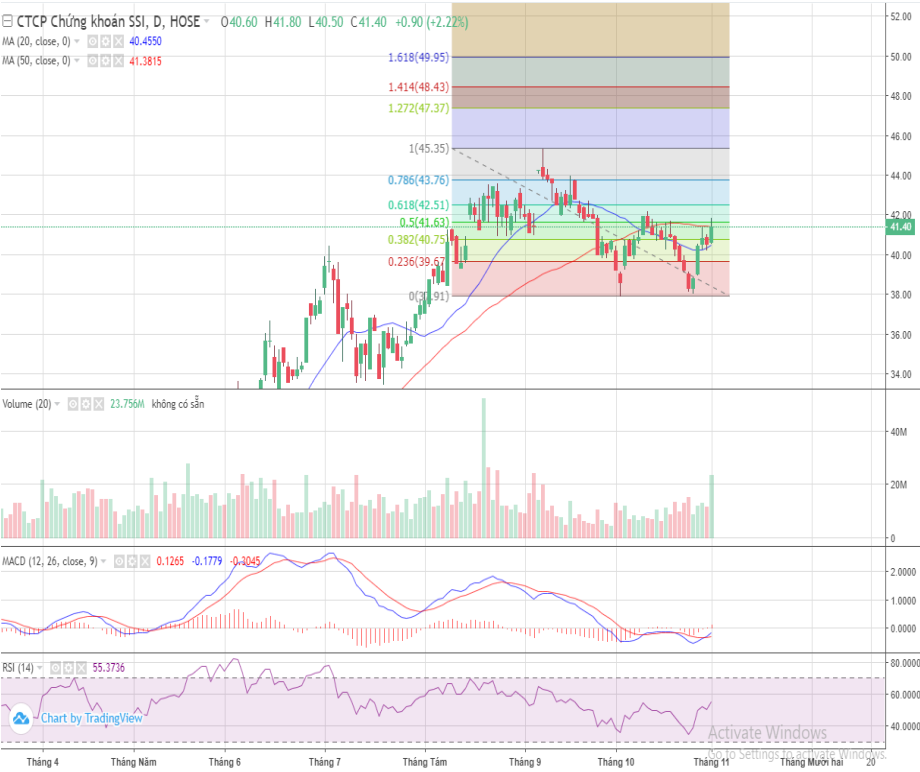 CTCP Chứng khoán SSI, D, HOSE O40.60 H41.80 L40.50 C41.40 +0.90 (+2.22%)
MA (20, close, 0) 40.4550
MA (50, close, 0) 41.3815
1.618(49.95)
1.414(48.43)
1.272(47.37)
1(45.35)
0.786(43.76)
0.618(42.51)
0.5(41.63)
0.382(40.75)
0.236(39.67)
52.00
50.00
48.00
46.00
44.00
42.00
41.40
40.00
38.00
36.00
34.00
Volume (20) 23.756M không có sẵn
40M
20M
0
MACD (12, 26, close, 9) 0.1265 -0.1779 -0.3045
2.0000
1.0000
0.0000
RSI (14) 55.3736
80.0000
60.0000
40.0000
Chart by TradingView
Activate Windows
Go to Settings to activate Windows.
Tháng 4 Tháng Năm Tháng 6 Tháng 7 Tháng Tám Tháng 9 Tháng 10 Tháng 11 Tháng Mười hai 20